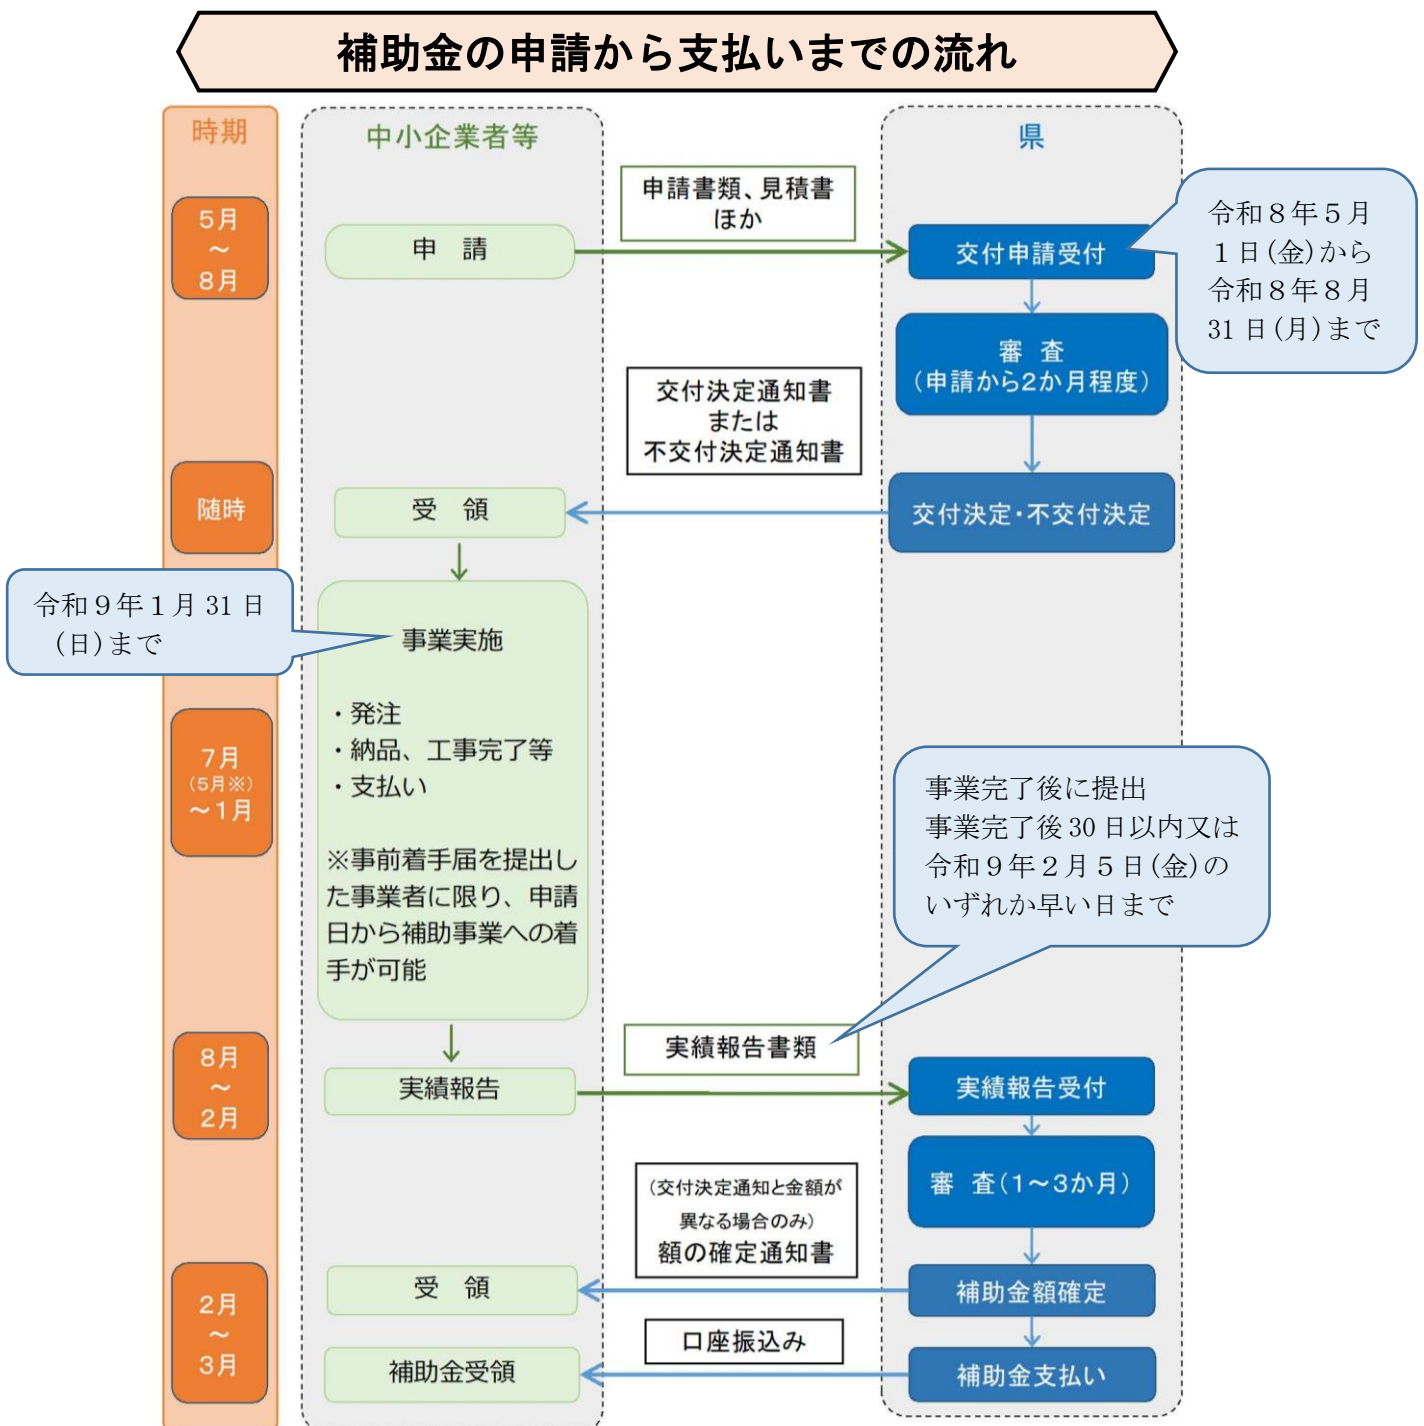 補助金の申請から支払いまでの流れ
時期
中小企業者等
県
5月
～
8月
申　請
申請書類、見積書
ほか
交付申請受付
令和８年５月
１日(金)から
令和８年８月
31日(月)まで
審　査
(申請から2か月程度)
交付決定通知書
または
不交付決定通知書
随時
受　領
交付決定・不交付決定
令和９年１月31日
(日)まで
事業実施
・発注
・納品、工事完了等
・支払い
※事前着手届を提出し
た事業者に限り、申請
日から補助事業への着
手が可能
7月
(5月※)
～1月
事業完了後に提出
事業完了後30日以内又は
令和９年２月５日(金)の
いずれか早い日まで
8月
～
2月
実績報告
実績報告書類
実績報告受付
審　査(1～3か月)
(交付決定通知と金額が
異なる場合のみ)
額の確定通知書
2月
～
3月
受　領
補助金額確定
口座振込み
補助金受領
補助金支払い